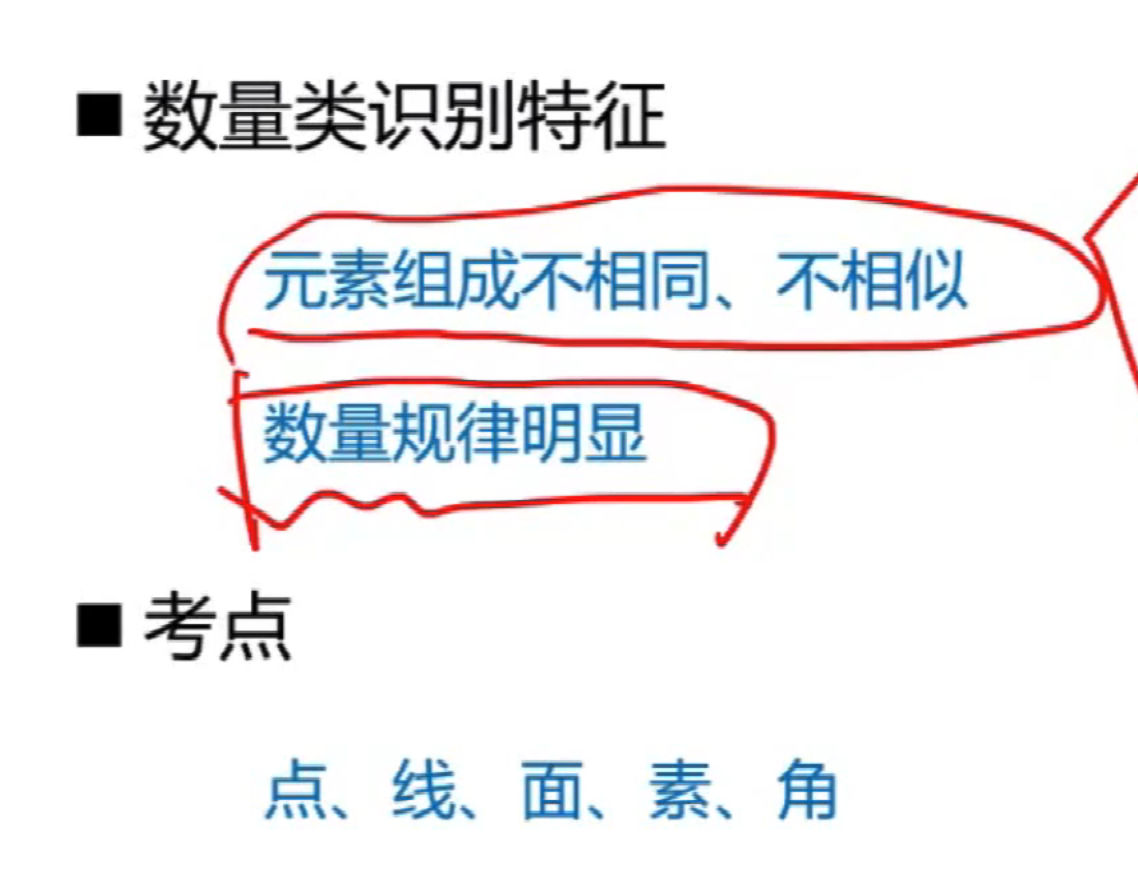 ■ 数量类识别特征
元素组成不相同、不相似
数量规律明显
■ 考点
点、线、面、素、角